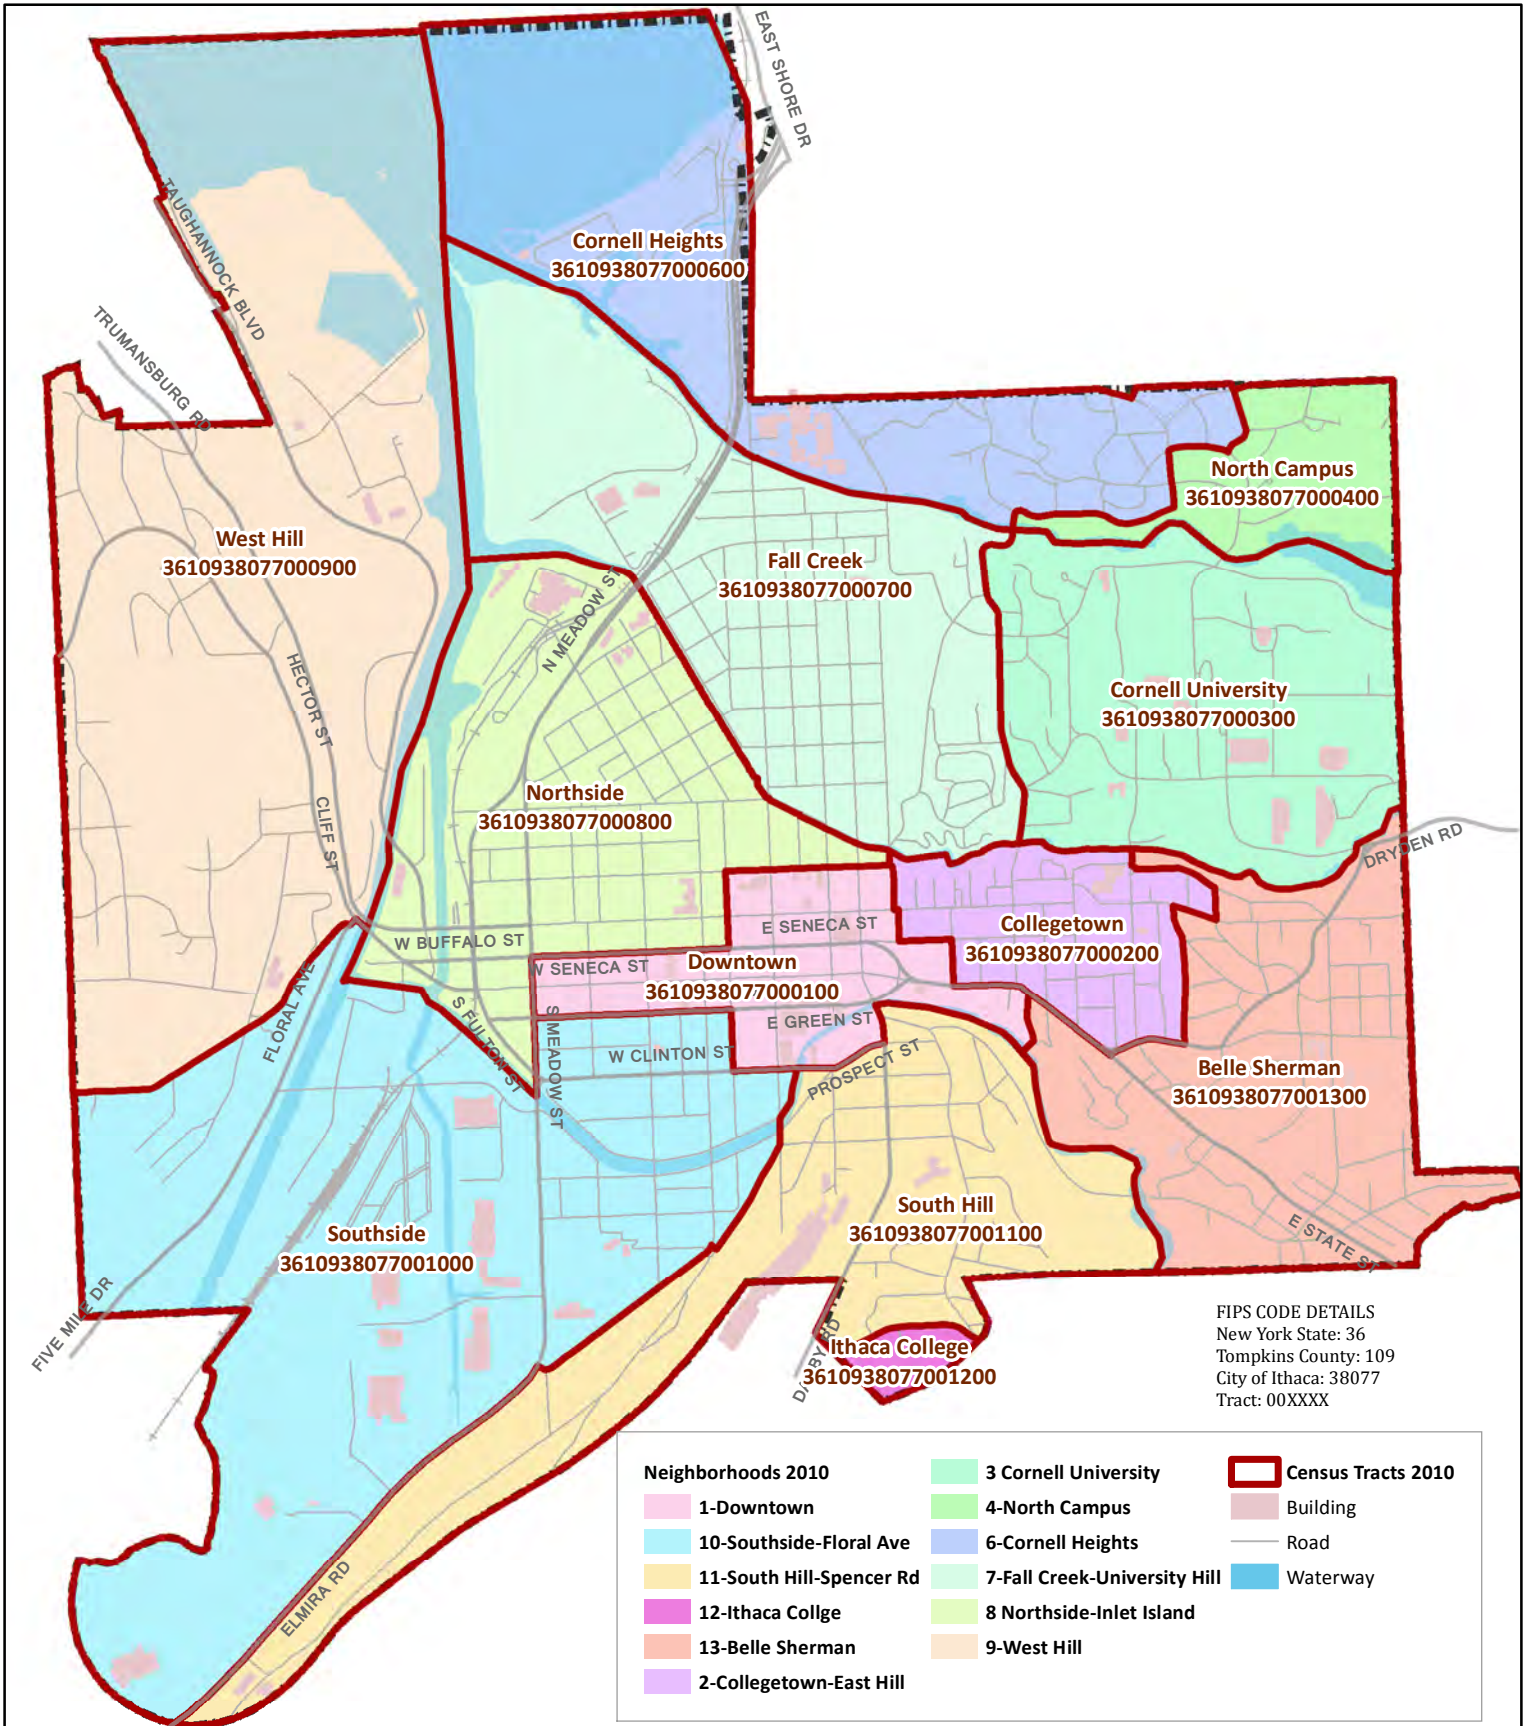 EAST SHORE DR
Cornell Heights
3610938077000600
TAUGHANNOCK BLVD
TRUMANSBURG RD
North Campus
3610938077000400
West Hill
3610938077000900
Fall Creek
3610938077000700
N MEADOW ST
HECTOR ST
Cornell University
3610938077000300
Northside
3610938077000800
CLIFF ST
DRYDEN RD
E SENECA ST
Collegetown
3610938077000200
W BUFFALO ST
W SENECA ST
Downtown
3610938077000100
FLORAL AVE
S FULTON ST
S MEADOW ST
E GREEN ST
W CLINTON ST
PROSPECT ST
Belle Sherman
3610938077001300
South Hill
3610938077001100
Southside
3610938077001000
E STATE ST
FIVE MILE DR
DANBY RD
Ithaca College
3610938077001200
ELMIRA RD
FIPS CODE DETAILS
New York State: 36
Tompkins County: 109
City of Ithaca: 38077
Tract: 00XXXX
Neighborhoods 2010
1-Downtown
10-Southside-Floral Ave
11-South Hill-Spencer Rd
12-Ithaca Collge
13-Belle Sherman
2-Collegetown-East Hill
3 Cornell University
4-North Campus
6-Cornell Heights
7-Fall Creek-University Hill
8 Northside-Inlet Island
9-West Hill
Census Tracts 2010
Building
Road
Waterway